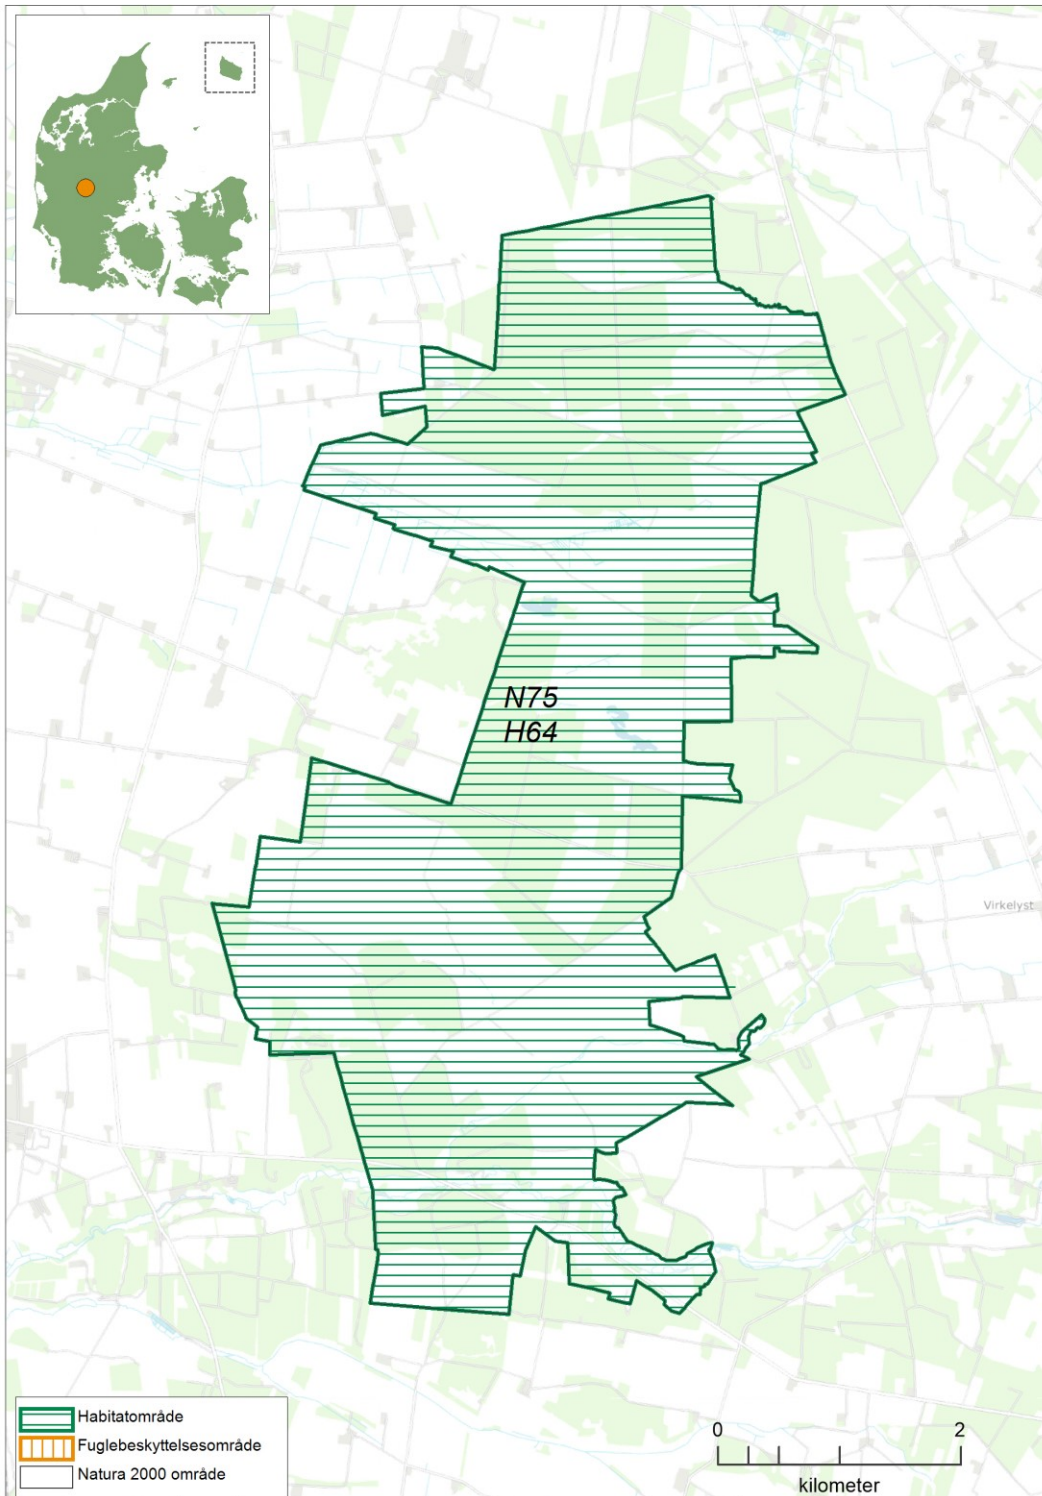 N75
H64
Virkelyst
Habitatområde
Fuglebeskyttelsesområde
Natura 2000 område
0 2
kilometer